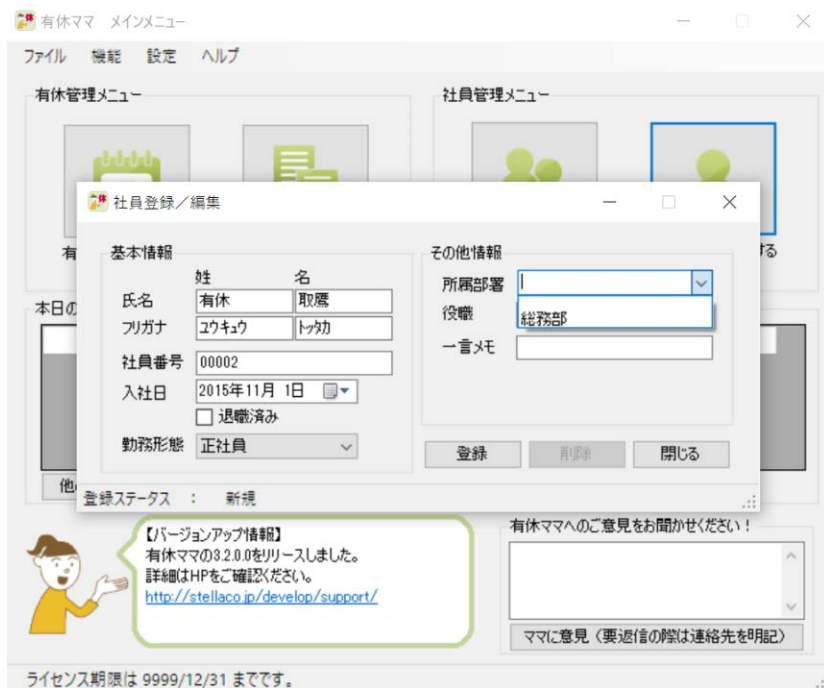 有休ママ メインメニュー
ファイル 機能 設定 ヘルプ
有休管理メニュー
社員管理メニュー
社員登録／編集
基本情報
姓 名
氏名 有休 取鷹
フリガナ ユウキュウ トッタカ
社員番号 00002
入社日 2015年11月 1日
退職済み
勤務形態 正社員
その他情報
所属部署
総務部
役職
一言メモ
登録 削除 閉じる
登録ステータス ： 新規
有
する
本日の
他
【バージョンアップ情報】
有休ママの3.2.0.0をリリースしました。
詳細はHPをご確認ください。
http://stellaco.jp/develop/support/
有休ママへのご意見をお聞かせください！
ママに意見（要返信の際は連絡先を明記）
ライセンス期限は 9999/12/31 までです。